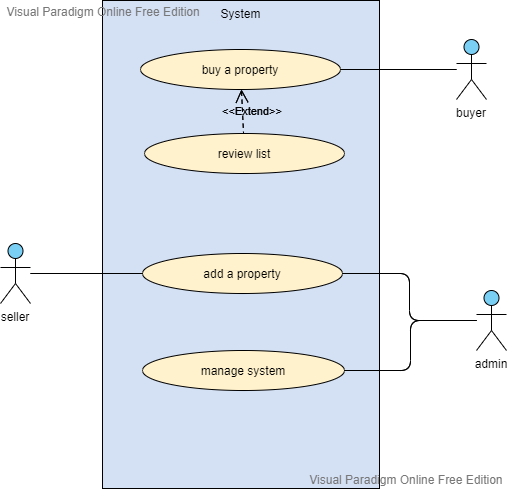 Visual Paradigm Online Free Edition
System
buy a property
buyer
<<Extend>>
review list
add a property
seller
admin
manage system
Visual Paradigm Online Free Edition